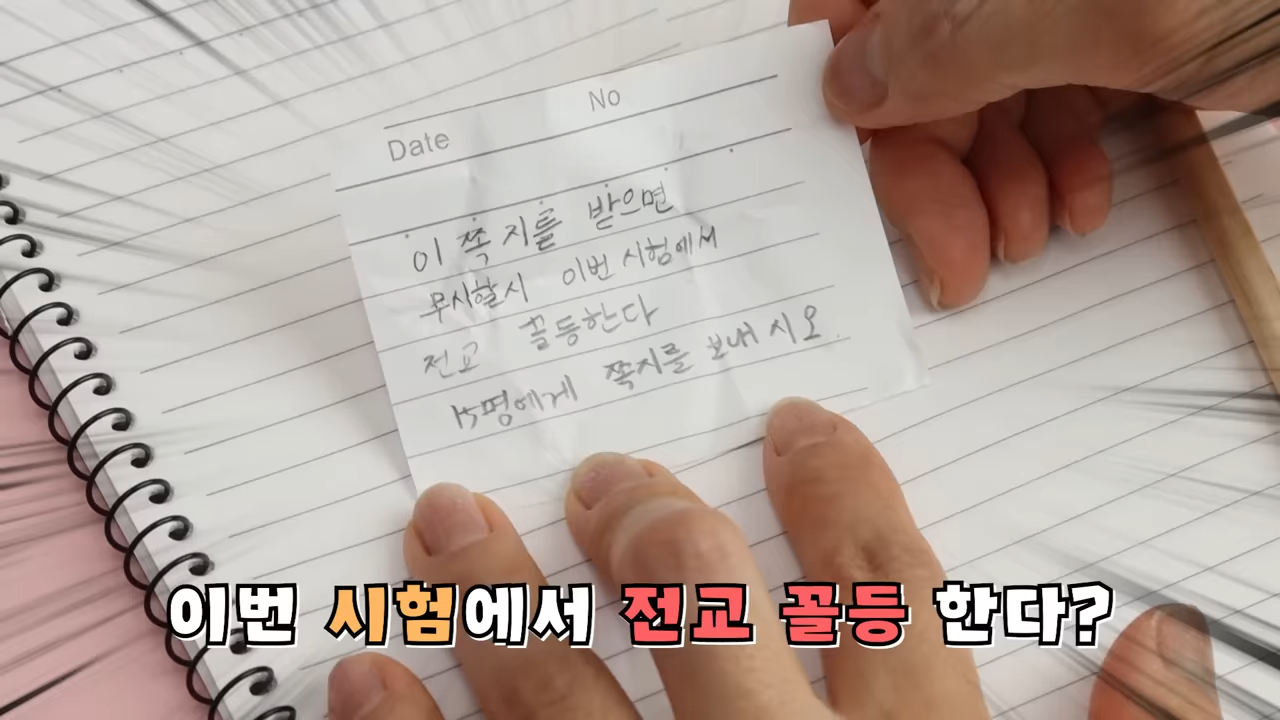 No
Date
이 쪽지를 받으면
무시할시 이번 시험에서
전교 꼴등한다
15명에게 쪽지를 보내시오.
이번 시험에서 전교 꼴등 한다?